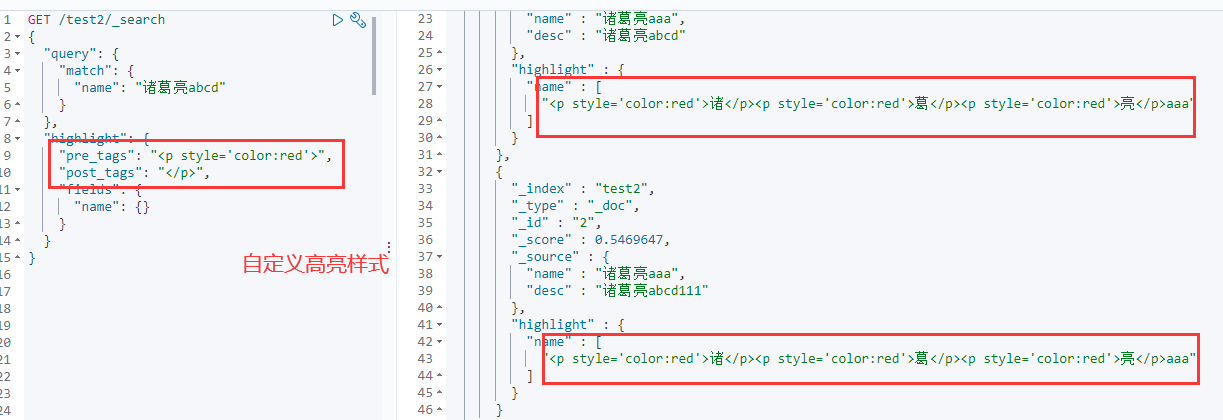 1 GET /test2/_search
2 {
3 "query": {
4 "match": {
5 "name": "诸葛亮abcd"
6 }
7 },
8 "highlight": {
9 "pre_tags": "<p style='color:red'>",
10 "post_tags": "</p>",
11 "fields": {
12 "name": {}
13 }
14 }
15 }
16
17
18
19
20
21
22
23
24
自定义高亮样式
23 "name" : "诸葛亮aaa",
24 "desc" : "诸葛亮abcd"
25 },
26 "highlight" : {
27 "name" : [
28 "<p style='color:red'>诸</p><p style='color:red'>葛</p><p style='color:red'>亮</p>aaa"
29 ]
30 }
31 },
32 {
33 "_index" : "test2",
34 "_type" : "_doc",
35 "_id" : "2",
36 "_score" : 0.5469647,
37 "_source" : {
38 "name" : "诸葛亮aaa",
39 "desc" : "诸葛亮abcd111"
40 },
41 "highlight" : {
42 "name" : [
43 "<p style='color:red'>诸</p><p style='color:red'>葛</p><p style='color:red'>亮</p>aaa"
44 ]
45 }
46 }